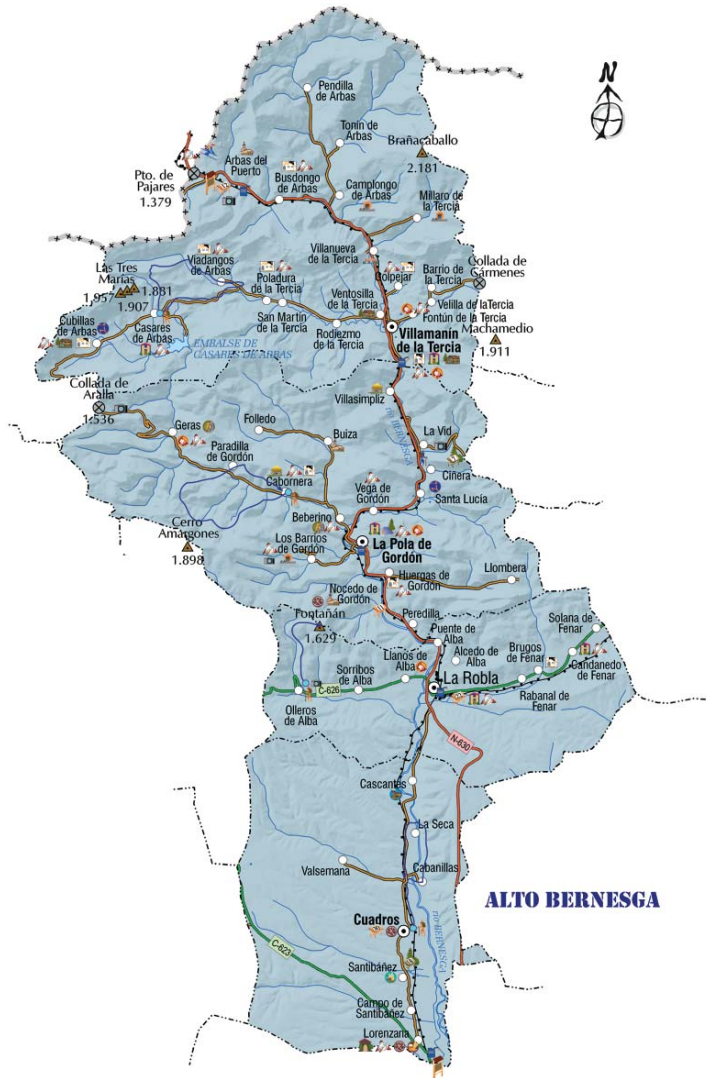 Pendilla
de Arbas
N
Tonín de
Arbas
Brañacaballo
2.181
Arbas del
Puerto
Pto. de
Pajares
1.379
Busdongo
de Arbas
Camplongo
de Arbas
Millaro de
la Tercia
Villanueva
de la Tercia
Viadangos
de Arbas
Golpejar
Barrio de
la Tercia
Collada de
Cármenes
Las Tres
Marías
1.957
1.881
1.907
Poladura
de la Tercia
Ventosilla
de la Tercia
Velilla de laTercia
Fontún de la Tercia
Cubillas de
Arbas
Casares
de Arbas
San Martín
de la Tercia
Rodiezmo
de la Tercia
Villamanín
de la Tercia
Machamedio
1.911
EMBALSE DE
CASARES DE ARBAS
Collada de
Aralla
1.536
Villasimpliz
río BERNESGA
Geras
Folledo
Buiza
La Vid
Paradilla
de Gordón
Ciñera
Cabornera
Vega de
Gordón
Santa Lucía
Beberino
Cerro
Amargones
1.898
Los Barrios
de Gordón
La Pola de
Gordón
Huergas de
Gordón
Llombera
Nocedo de
Gordón
Fontañán
1.629
Peredilla
Puente de
Alba
Solana de
Fenar
Alcedo de
Alba
Brugos
de Fenar
Llanos de
Alba
Candanedo
de Fenar
Sorribos
de Alba
La Robla
C-626
Rabanal de
Fenar
Olleros
de Alba
N-630
Cascantes
La Seca
Valsemana
Cabanillas
ALTO BERNESGA
Cuadros
río BERNESGA
C-623
Santibáñez
Campo de
Santibáñez
Lorenzana